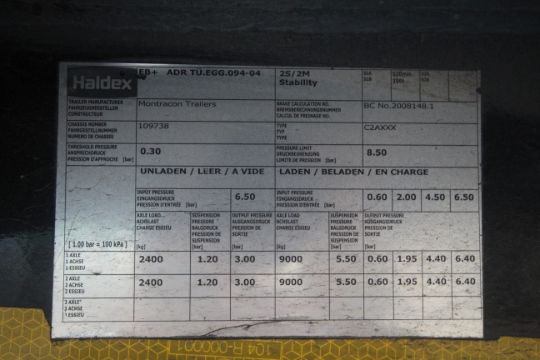 Haldex EB+ ADR TÜ.EGG.094-04 2S/2M
Stability
TRAILER MANUFACTURER
FAHRZEUGHERSTELLER
CONSTRUCTEUR
Montracon Trailers
BRAKE CALCULATION NO.
BREMSBERECHNUNGSNUMMER
CALCUL DE FREINAGE NO.
BC No.2008148.1
CHASSIS NUMBER
FAHRGESTELLNUMMER
NUMERO DE CHASSIS
109738
TYPE
TYP
TYPE
C2AXXX
THRESHOLD PRESSURE
ANSPRECHDRUCK
PRESSION D'APPROCHE [bar]
0.30
PRESSURE LIMIT
DRUCKBEGRENZUNG
LIMITE DE PRESSION [bar]
8.50
UNLADEN / LEER / A VIDE LADEN / BELADEN / EN CHARGE
INPUT PRESSURE
EINGANGSDRUCK
PRESSION D'ENTRÉE [bar]
6.50
INPUT PRESSURE
EINGANGSDRUCK
PRESSION D'ENTRÉE [bar]
0.60 2.00 4.50 6.50
[ 1.00 bar = 100 kPa ]
AXLE LOAD
ACHSLAST
CHARGE ESSIEU
[kg]
SUSPENSION
PRESSURE
BALGDRUCK
PRESSION DE
SUSPENSION
[bar]
OUTPUT PRESSURE
AUSGANGSDRUCK
PRESSION DE
SORTIE
[bar]
AXLE LOAD
ACHSLAST
CHARGE ESSIEU
[kg]
SUSPENSION
PRESSURE
BALGDRUCK
PRESSION DE
SUSPENSION
[bar]
OUTPUT PRESSURE
AUSGANGSDRUCK
PRESSION DE
SORTIE
[bar]
1 AXLE
1 ACHSE
1 ESSIEU
2400 1.20 3.00 9000 5.50 0.60 1.95 4.40 6.40
2 AXLE
2 ACHSE
2 ESSIEU
2400 1.20 3.00 9000 5.50 0.60 1.95 4.40 6.40
3 AXLE
3 ACHSE
3 ESSIEU
104 R-000001